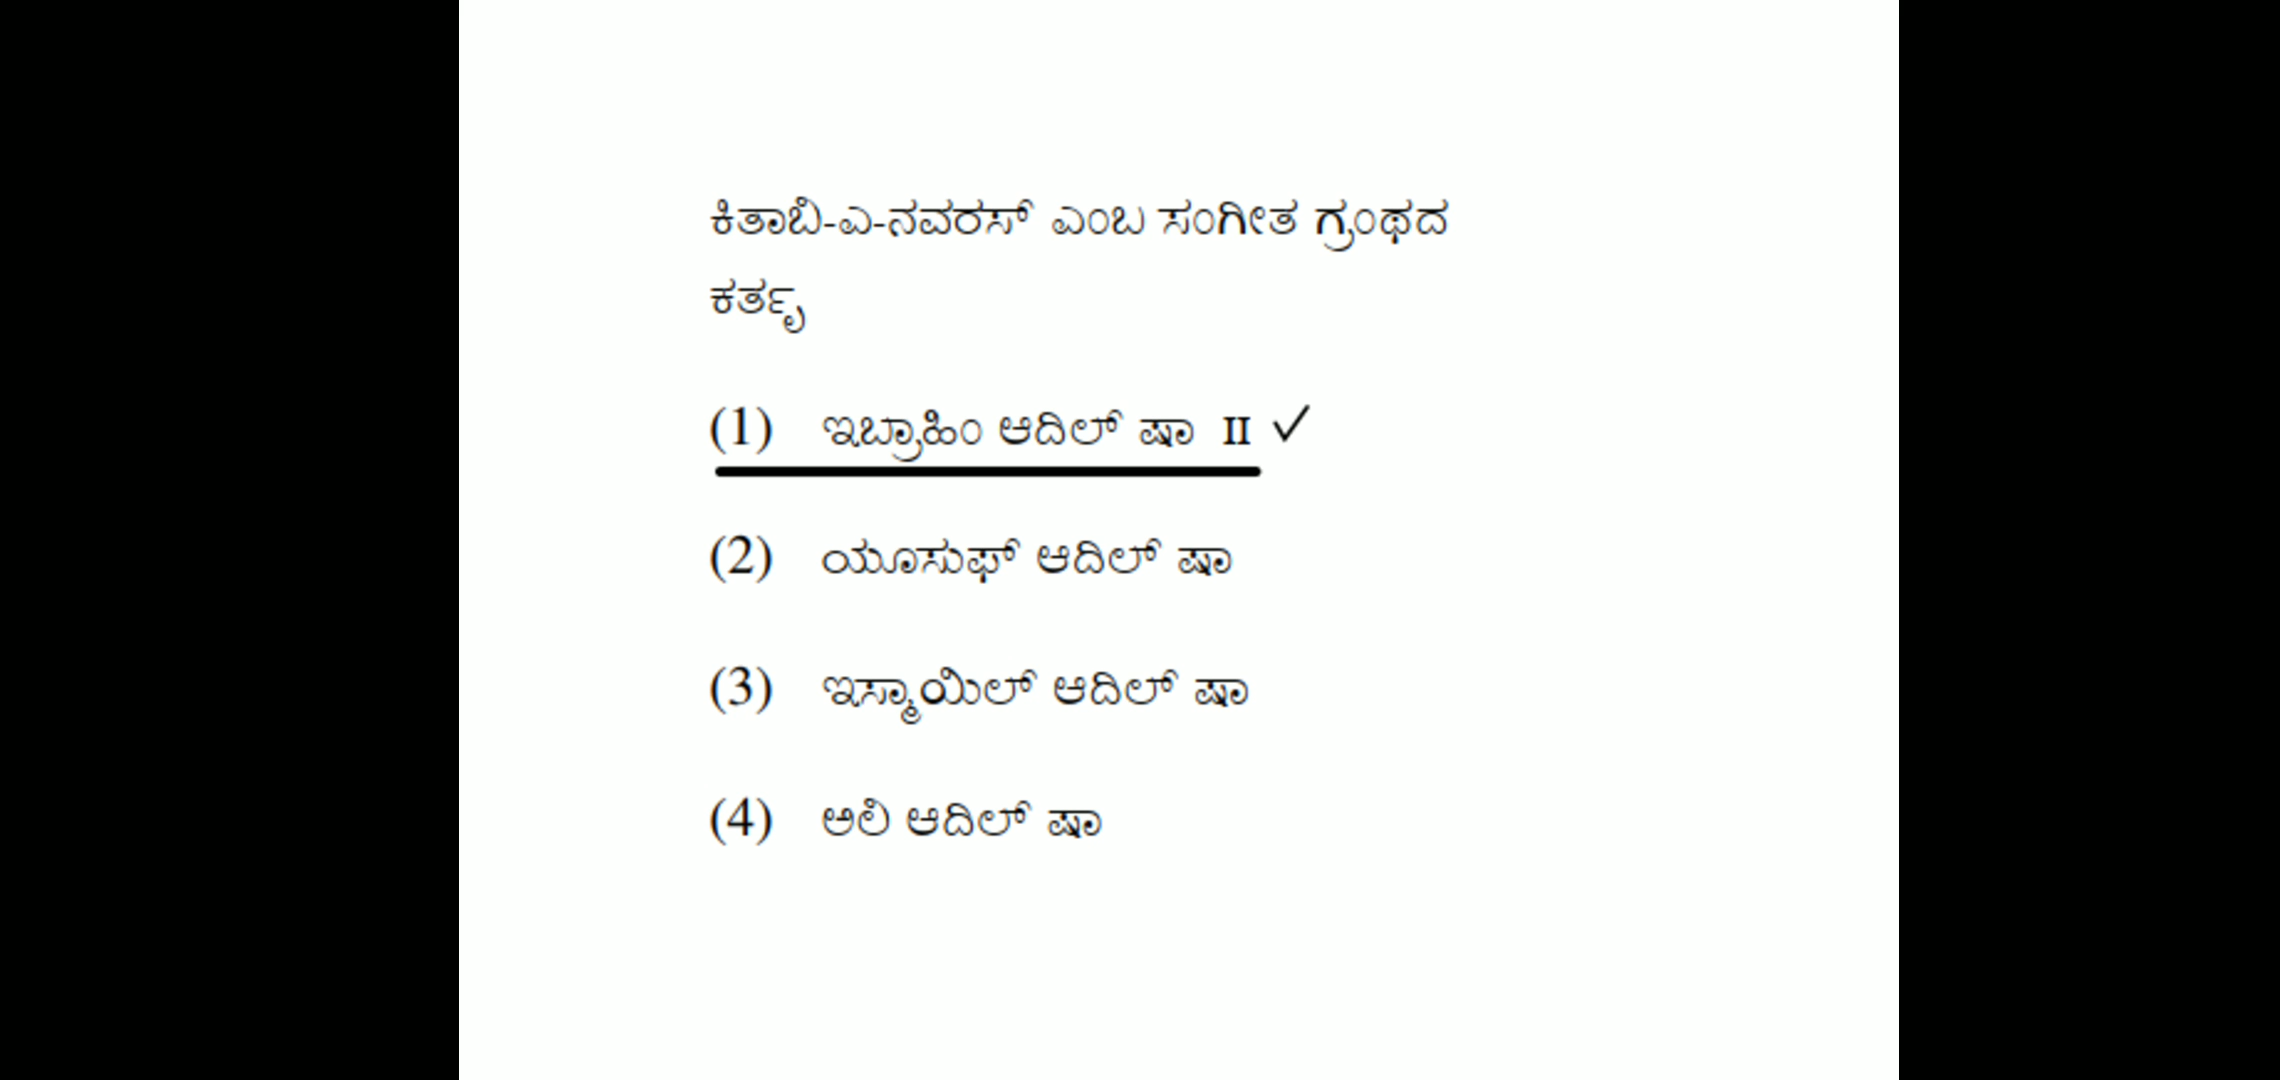 ಕಿತಾಬಿ-ಎ-ನವರಸ್ ಎಂಬ ಸಂಗೀತ ಗ್ರಂಥದ
ಕರ್ತೃ
(1) ಇಬ್ರಾಹಿಂ ಆದಿಲ್ ಷಾ II ✓
(2) ಯೂಸುಫ್ ಆದಿಲ್ ಷಾ
(3) ಇಸ್ಮಾಯಿಲ್ ಆದಿಲ್ ಷಾ
(4) ಅಲಿ ಆದಿಲ್ ಷಾ